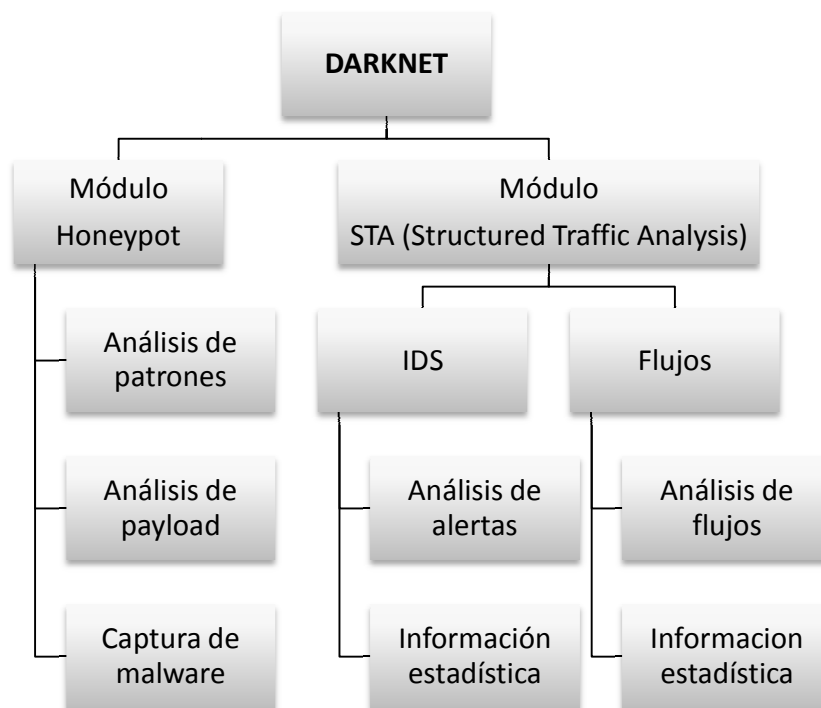 DARKNET
Módulo
Honeypot
Módulo
STA (Structured Traffic Analysis)
Análisis de
patrones
Análisis de
payload
Captura de
malware
IDS
Análisis de
alertas
Información
estadística
Flujos
Análisis de
flujos
Informacion
estadística